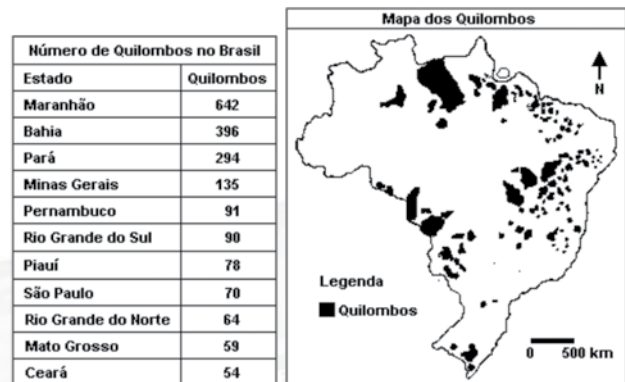 Número de Quilombos no Brasil
Estado Quilombos
Maranhão 642
Bahia 396
Pará 294
Minas Gerais 135
Pernambuco 91
Rio Grande do Sul 90
Piauí 78
São Paulo 70
Rio Grande do Norte 64
Mato Grosso 59
Ceará 54
Mapa dos Quilombos
N
Legenda
Quilombos
0 500 km